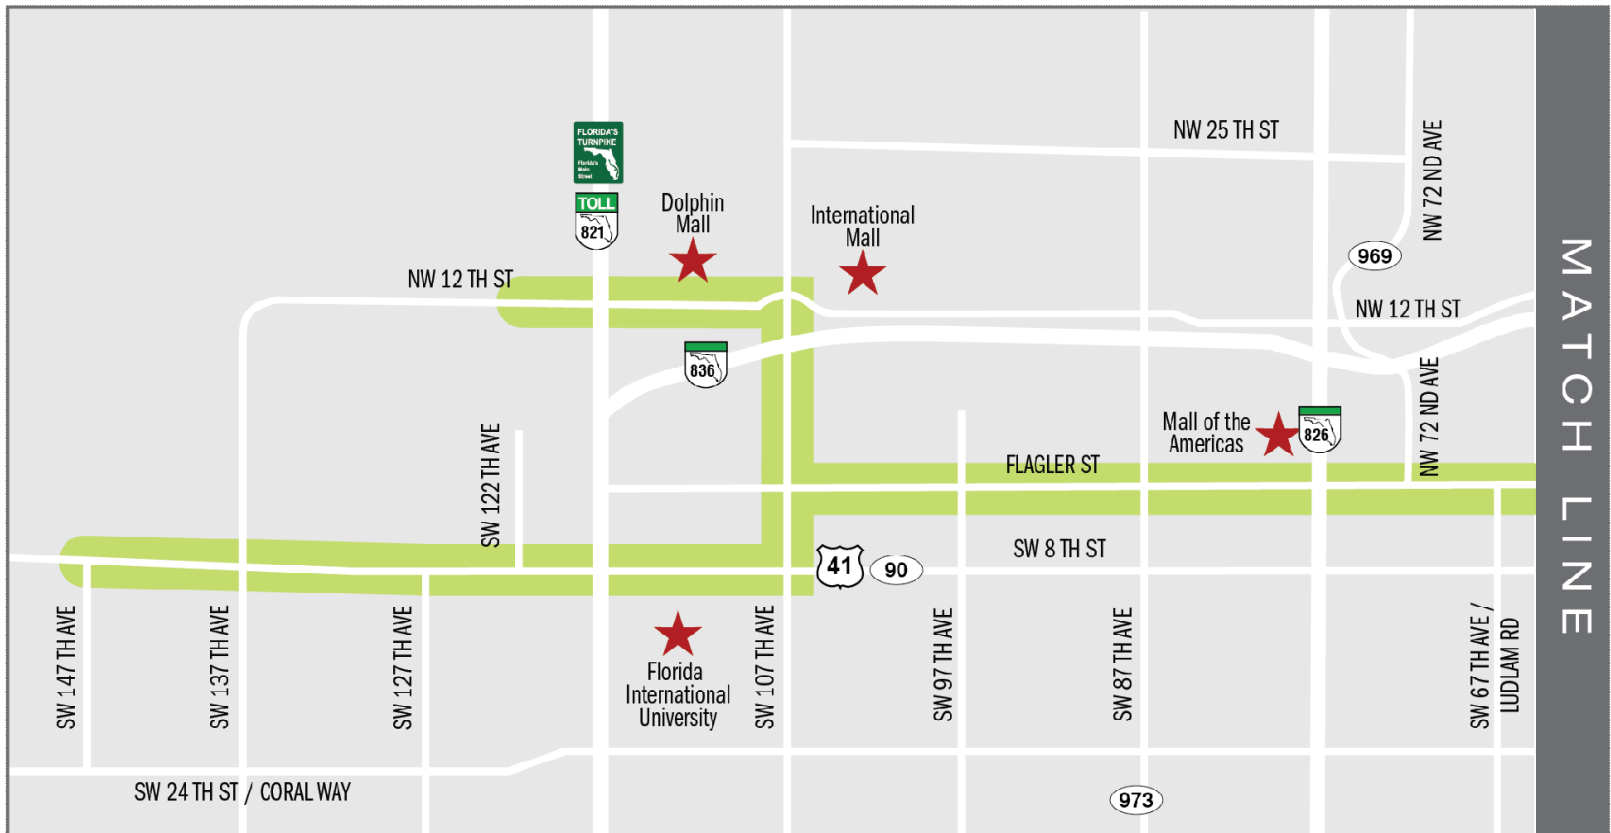 FLORIDA'S
TURNPIKE
Florida's
Main
Street
TOLL
821
NW 25 TH ST
NW 72 ND AVE
Dolphin
Mall
International
Mall
969
NW 12 TH ST
NW 12 TH ST
836
NW 72 ND AVE
Mall of the
Americas
826
SW 122 TH AVE
FLAGLER ST
SW 8 TH ST
41
90
SW 147 TH AVE
SW 137 TH AVE
SW 127 TH AVE
Florida
International
University
SW 107 TH AVE
SW 97 TH AVE
SW 87 TH AVE
SW 67 TH AVE /
LUDLAM RD
SW 24 TH ST / CORAL WAY
973
MATCH LINE